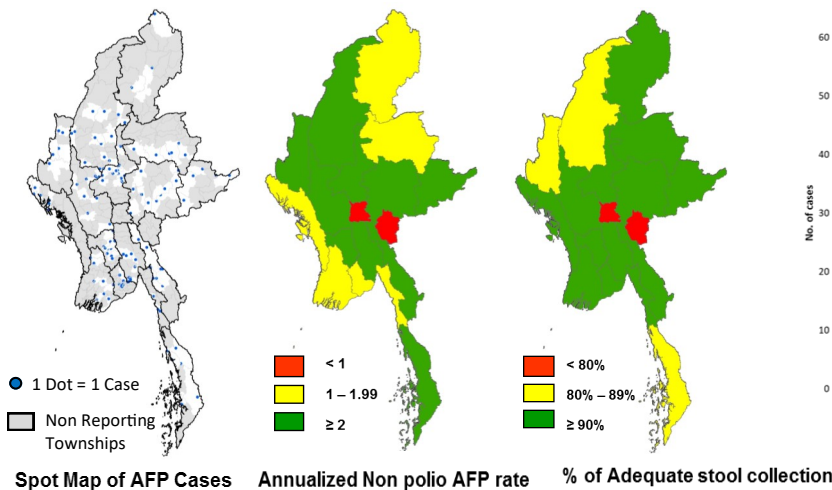 1 Dot = 1 Case
Non Reporting
Townships
Spot Map of AFP Cases
< 1
1 – 1.99
≥ 2
Annualized Non polio AFP rate
< 80%
80% – 89%
≥ 90%
% of Adequate stool collection
60
50
40
30
20
10
0
No. of cases